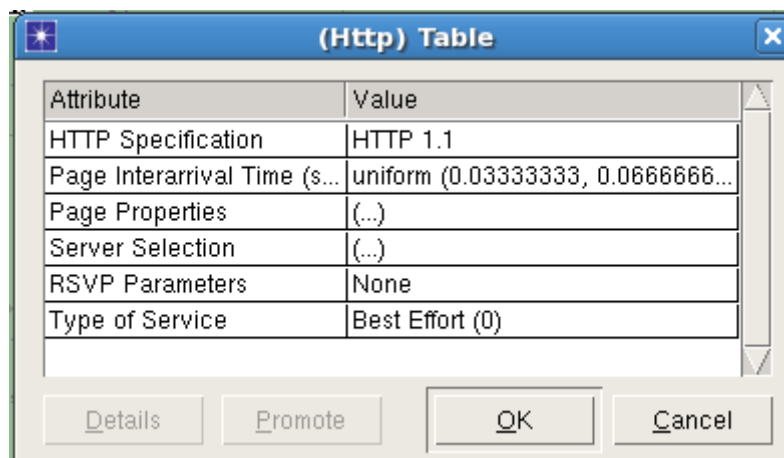 (Http) Table
Attribute Value
HTTP Specification HTTP 1.1
Page Interarrival Time (s... uniform (0.03333333, 0.0666666...
Page Properties (...)
Server Selection (...)
RSVP Parameters None
Type of Service Best Effort (0)
Details Promote OK Cancel